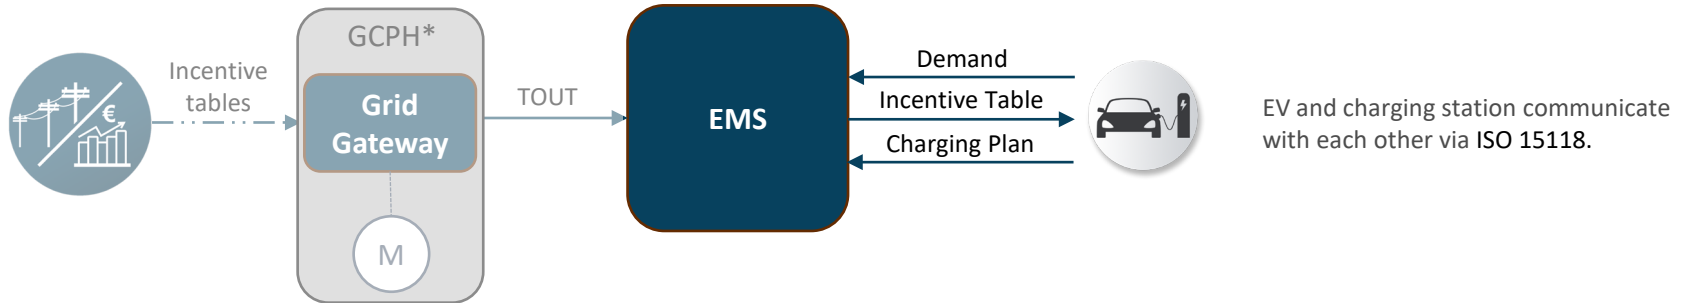 GCPH*
Incentive
tables
€
Grid
Gateway
M
TOUT
EMS
Demand
Incentive Table
Charging Plan
EV and charging station communicate
with each other via ISO 15118.